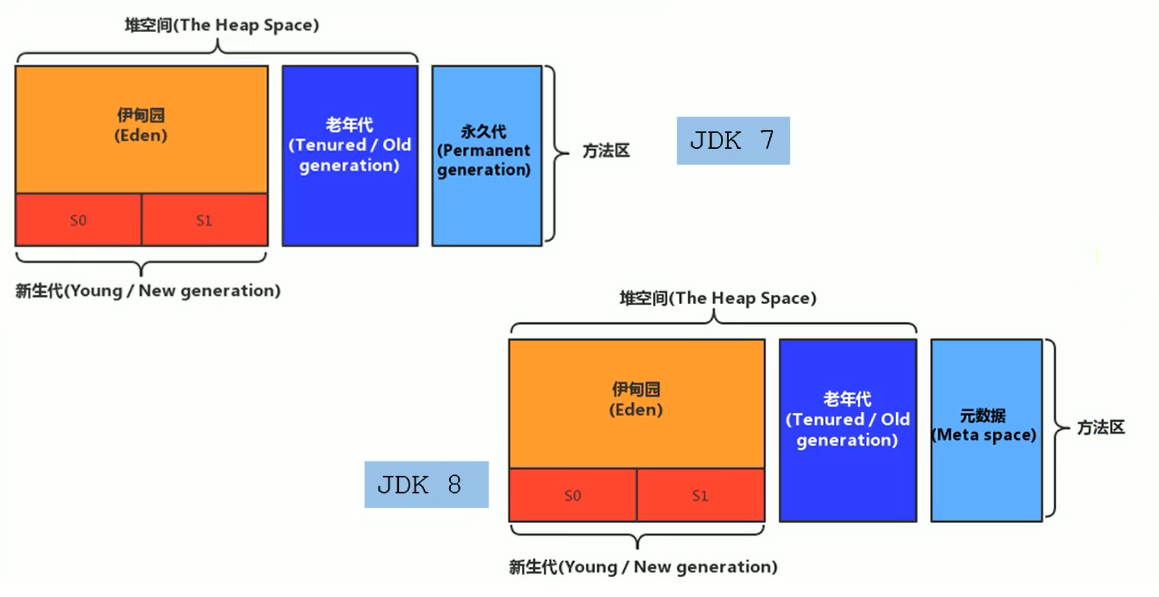 堆空间(The Heap Space)
伊甸园
(Eden)
S0
S1
老年代
(Tenured / Old
generation)
永久代
(Permanent
generation)
方法区
JDK 7
新生代(Young / New generation)
堆空间(The Heap Space)
伊甸园
(Eden)
S0
S1
老年代
(Tenured / Old
generation)
元数据
(Meta space)
方法区
JDK 8
新生代(Young / New generation)